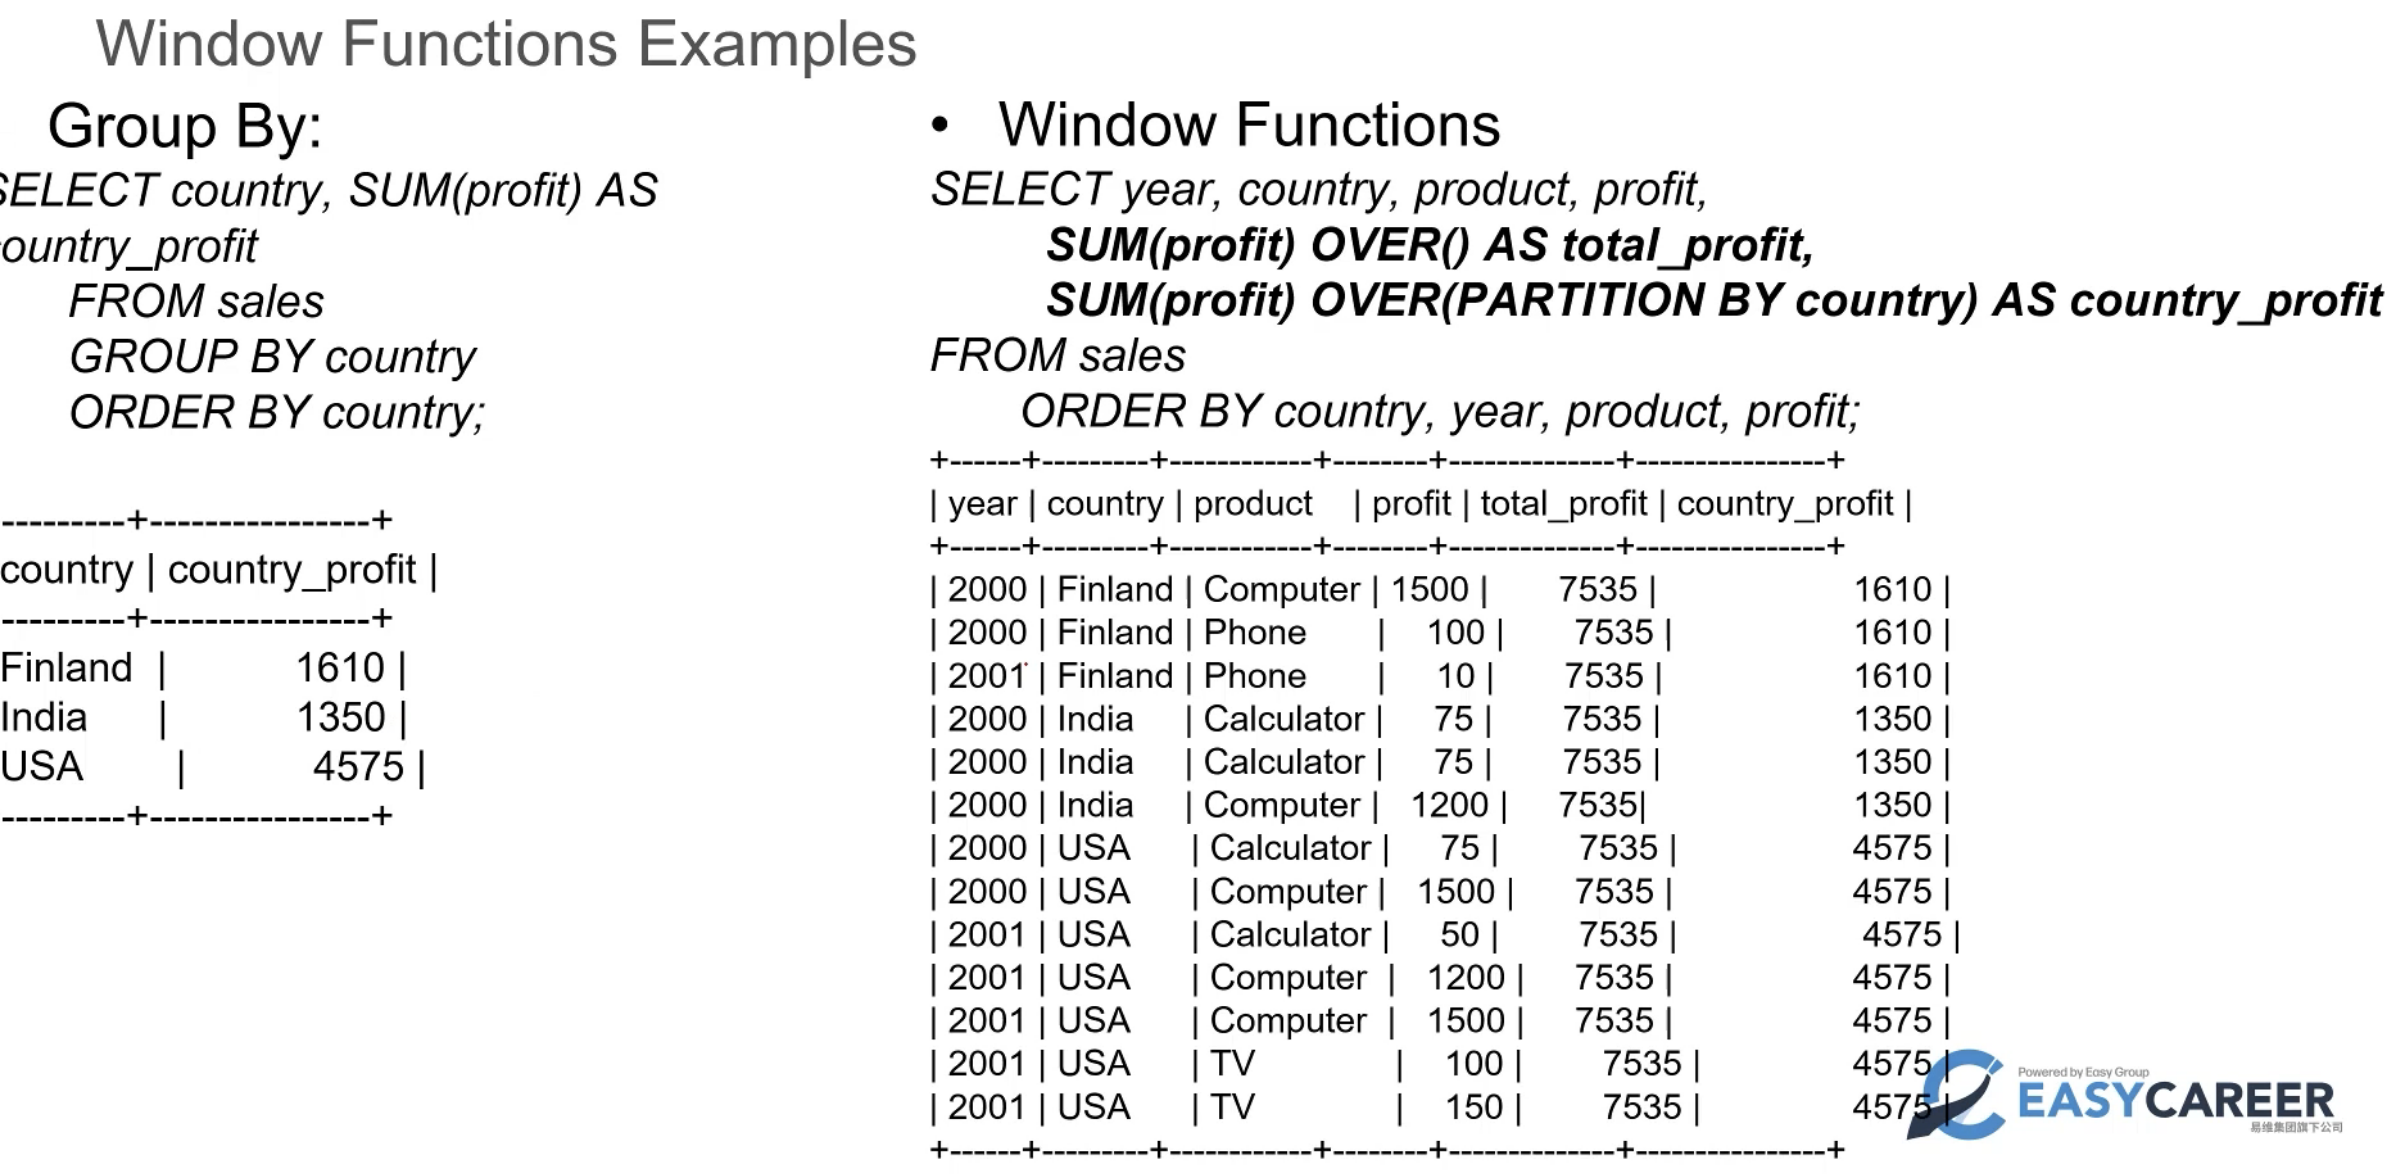 Window Functions Examples
Group By:
SELECT country, SUM(profit) AS
ountry_profit
FROM sales
GROUP BY country
ORDER BY country;
---------+----------------+
country | country_profit |
---------+----------------+
Finland | 1610 |
India | 1350 |
USA | 4575 |
---------+----------------+
• Window Functions
SELECT year, country, product, profit,
SUM(profit) OVER() AS total_profit,
SUM(profit) OVER(PARTITION BY country) AS country_profit
FROM sales
ORDER BY country, year, product, profit;
+------+---------+------------+--------+--------------+----------------+
| year | country | product | profit | total_profit | country_profit |
+------+---------+------------+--------+--------------+----------------+
| 2000 | Finland | Computer | 1500 | 7535 | 1610 |
| 2000 | Finland | Phone | 100 | 7535 | 1610 |
| 2001 | Finland | Phone | 10 | 7535 | 1610 |
| 2000 | India | Calculator | 75 | 7535 | 1350 |
| 2000 | India | Calculator | 75 | 7535 | 1350 |
| 2000 | India | Computer | 1200 | 7535| 1350 |
| 2000 | USA | Calculator | 75 | 7535 | 4575 |
| 2000 | USA | Computer | 1500 | 7535 | 4575 |
| 2001 | USA | Calculator | 50 | 7535 | 4575 |
| 2001 | USA | Computer | 1200 | 7535 | 4575 |
| 2001 | USA | Computer | 1500 | 7535 | 4575 |
| 2001 | USA | TV | 100 | 7535 | 4575 |
| 2001 | USA | TV | 150 | 7535 | 4575
+------+---------+------------+--------+--------------+----------------+
Powered by Easy Group
EASYCAREER
易维集团旗下公司